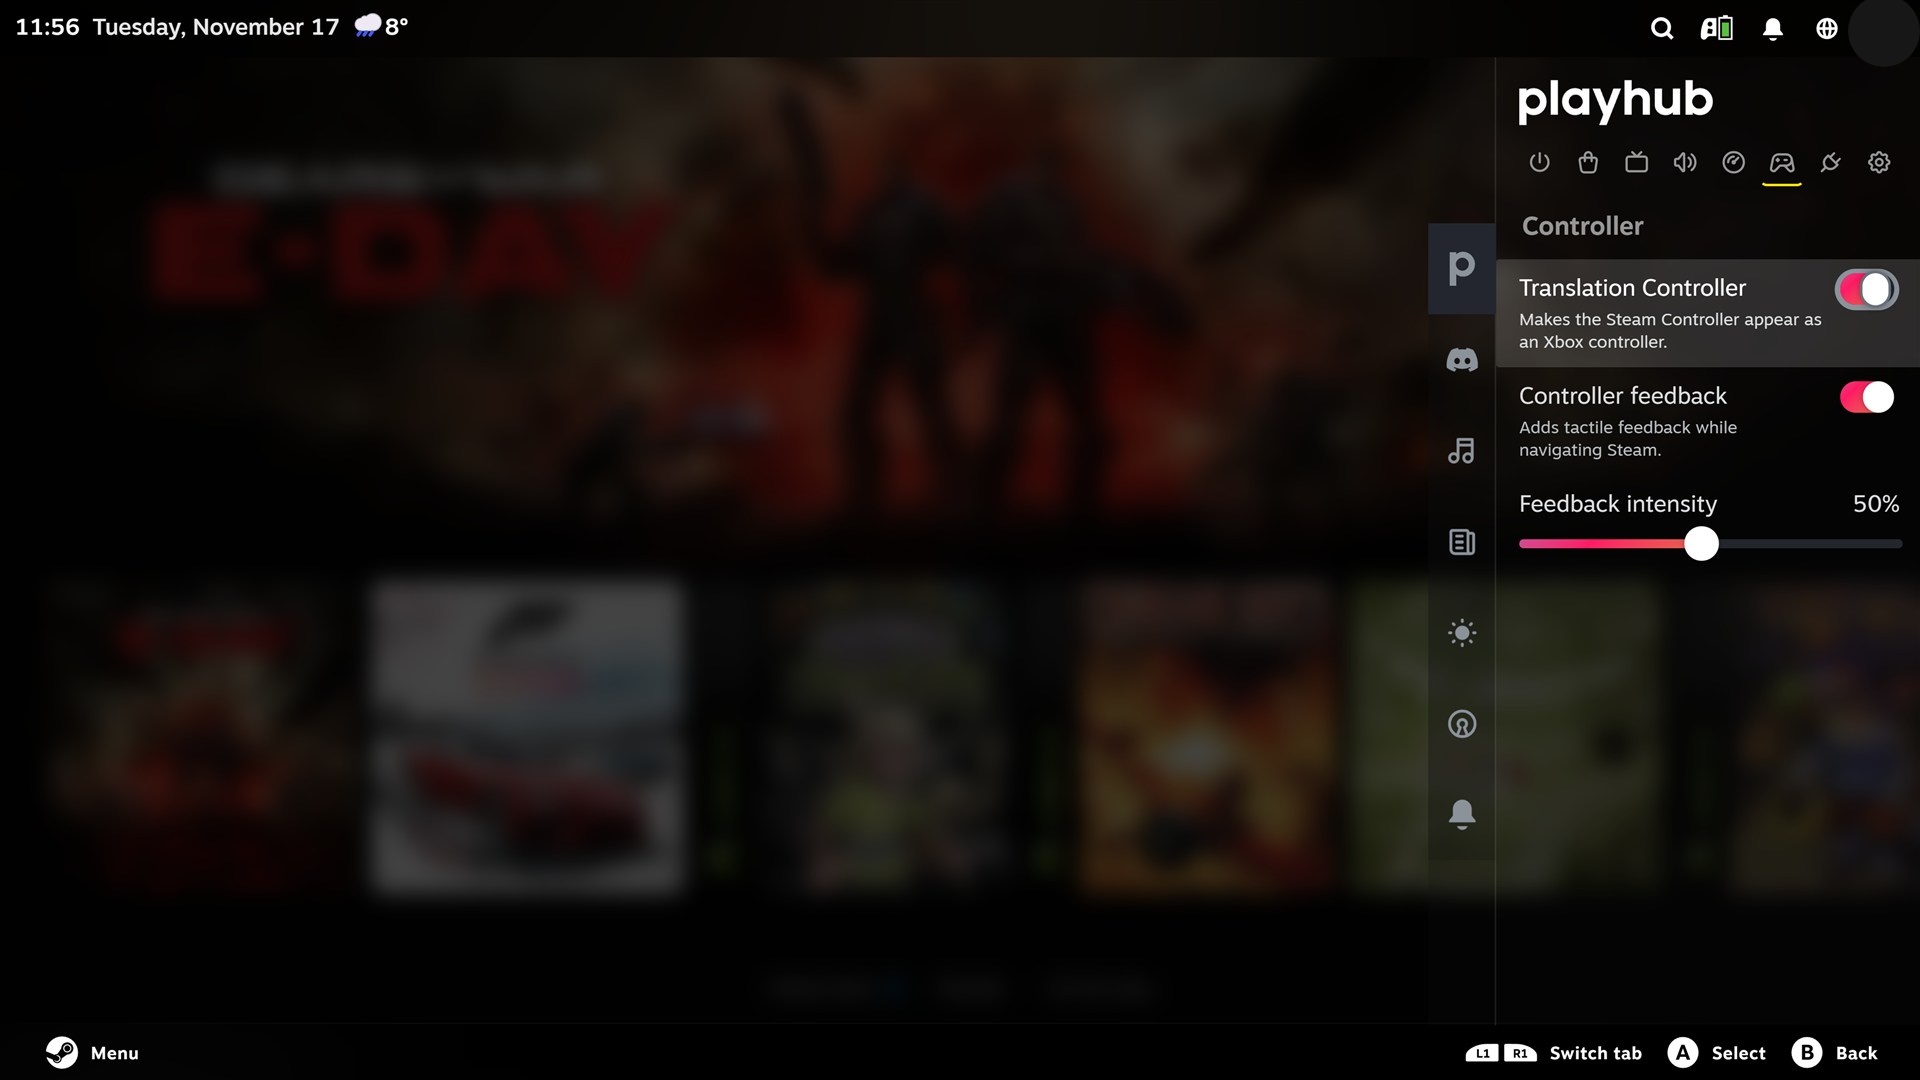 11:56 Tuesday, November 17 8°
playhub
Controller
Translation Controller
Makes the Steam Controller appear as
an Xbox controller.
Controller feedback
Adds tactile feedback while
navigating Steam.
Feedback intensity 50%
E-DAY
Menu
L1 R1 Switch tab A Select B Back